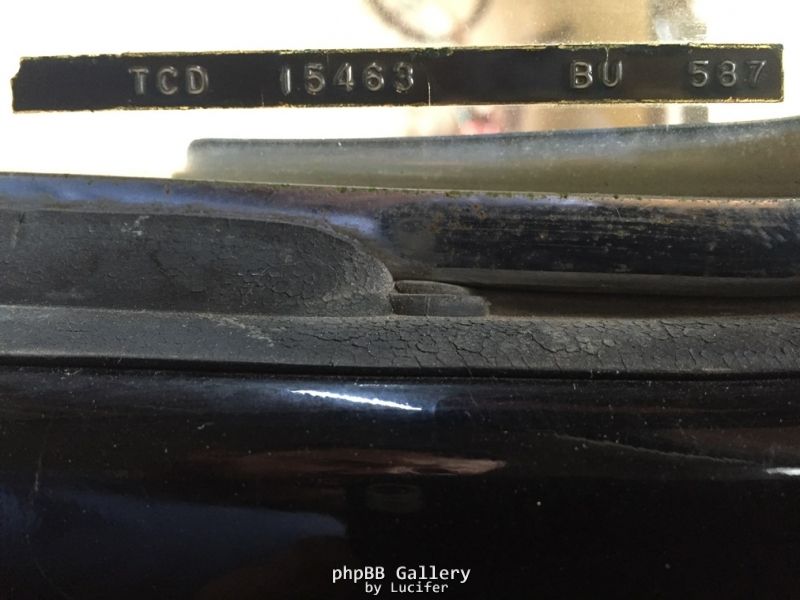 TCD 15463 BU 587
phpBB Gallery
by Lucifer